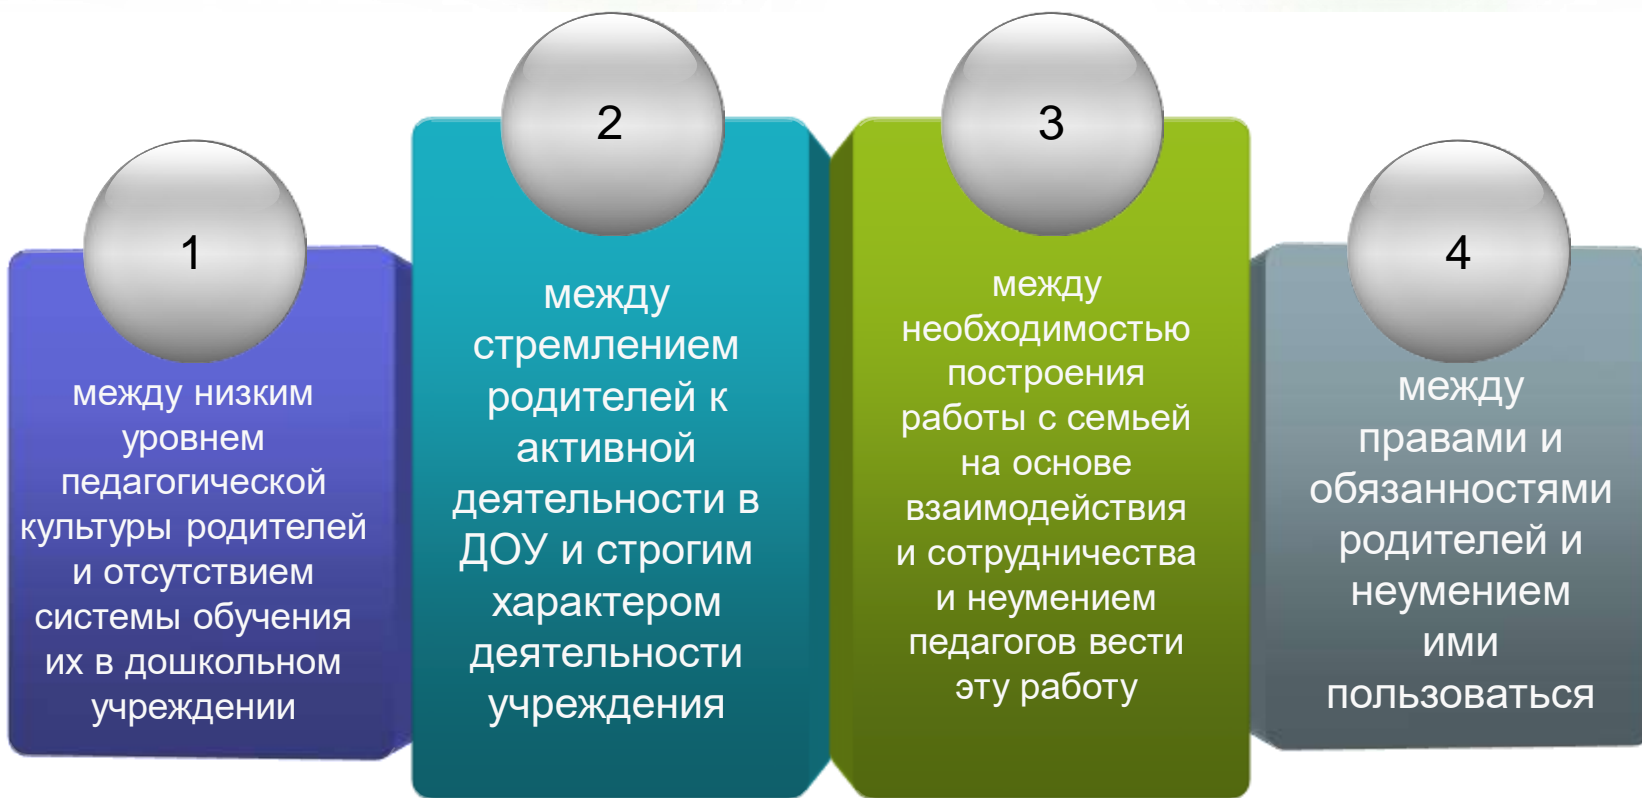 1
между низким
уровнем
педагогической
культуры родителей
и отсутствием
системы обучения
их в дошкольном
учреждении
2
между
стремлением
родителей к
активной
деятельности в
ДОУ и строгим
характером
деятельности
учреждения
3
между
необходимостью
построения
работы с семьей
на основе
взаимодействия
и сотрудничества
и неумением
педагогов вести
эту работу
4
между
правами и
обязанностями
родителей и
неумением
ими
пользоваться